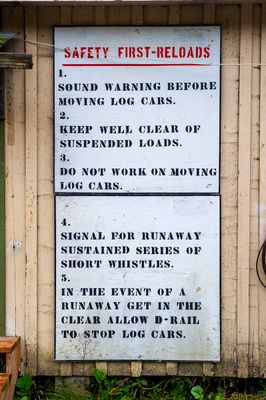 SAFETY FIRST-RELOADS
1.
SOUND WARNING BEFORE
MOVING LOG CARS.
2.
KEEP WELL CLEAR OF
SUSPENDED LOADS.
3.
DO NOT WORK ON MOVING
LOG CARS.
4.
SIGNAL FOR RUNAWAY
SUSTAINED SERIES OF
SHORT WHISTLES.
5.
IN THE EVENT OF A
RUNAWAY GET IN THE
CLEAR ALLOW D-RAIL
TO STOP LOG CARS.